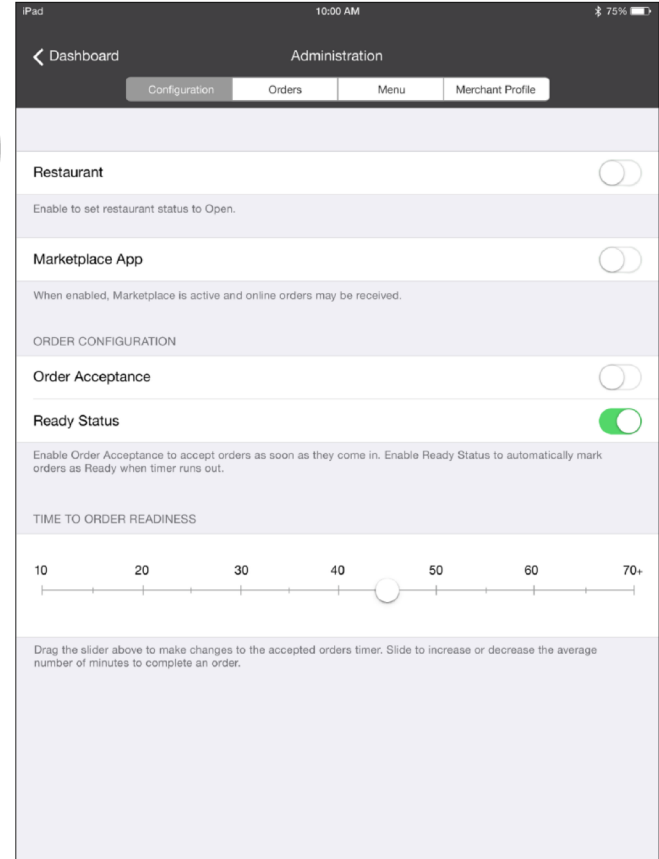 iPad 10:00 AM 75%
Dashboard Administration
Configuration Orders Menu Merchant Profile
Restaurant
Enable to set restaurant status to Open.
Marketplace App
When enabled, Marketplace is active and online orders may be received.
ORDER CONFIGURATION
Order Acceptance
Ready Status
Enable Order Acceptance to accept orders as soon as they come in. Enable Ready Status to automatically mark
orders as Ready when timer runs out.
TIME TO ORDER READINESS
10 20 30 40 50 60 70+
Drag the slider above to make changes to the accepted orders timer. Slide to increase or decrease the average
number of minutes to complete an order.